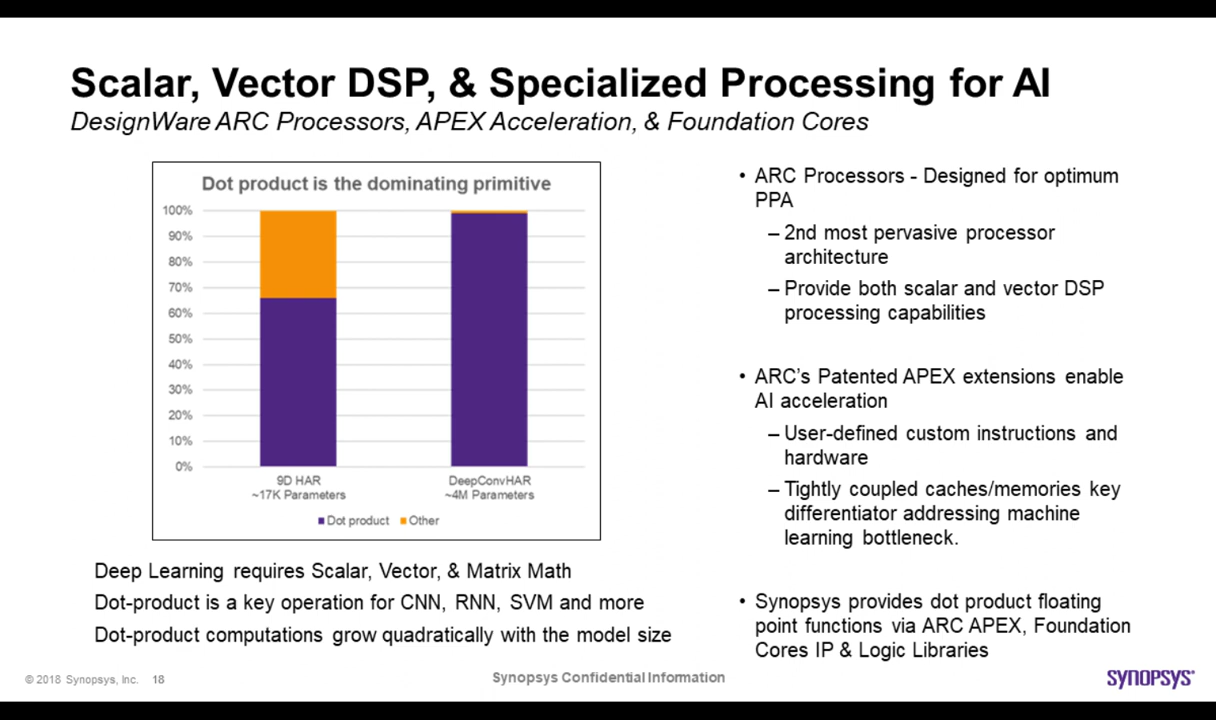 Scalar, Vector DSP, & Specialized Processing for AI
DesignWare ARC Processors, APEX Acceleration, & Foundation Cores
Dot product is the dominating primitive
100%
90%
80%
70%
60%
50%
40%
30%
20%
10%
0%
9D HAR
~17K Parameters
DeepConvHAR
~4M Parameters
Dot product
Other
Deep Learning requires Scalar, Vector, & Matrix Math
Dot-product is a key operation for CNN, RNN, SVM and more
Dot-product computations grow quadratically with the model size
• ARC Processors - Designed for optimum
PPA
– 2nd most pervasive processor
architecture
– Provide both scalar and vector DSP
processing capabilities
• ARC's Patented APEX extensions enable
AI acceleration
– User-defined custom instructions and
hardware
– Tightly coupled caches/memories key
differentiator addressing machine
learning bottleneck.
• Synopsys provides dot product floating
point functions via ARC APEX, Foundation
Cores IP & Logic Libraries
© 2018 Synopsys, Inc. 18
Synopsys Confidential Information
SYNOPSYS®